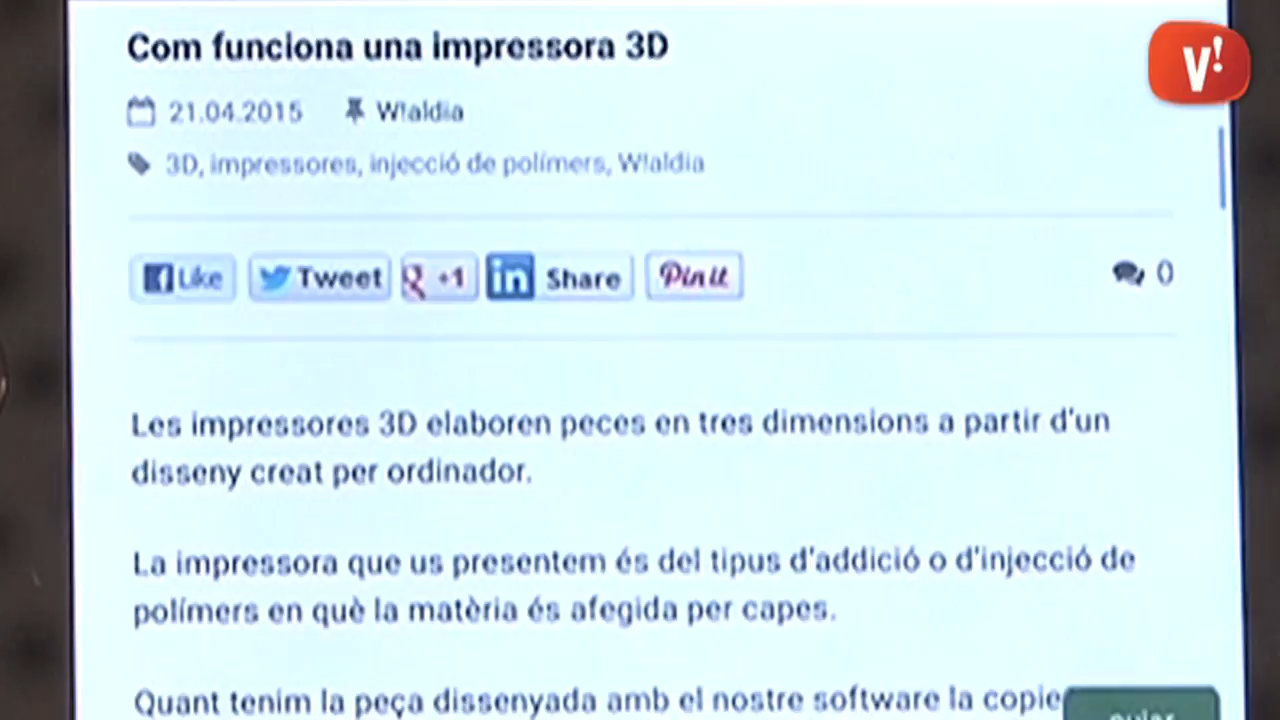 Com funciona una impressora 3D
V!
21.04.2015 W!aldia
3D, impressores, injecció de polímers, W!aldia
Like Tweet g +1 in Share Pin it 0
Les impressores 3D elaboren peces en tres dimensions a partir d'un
disseny creat per ordinador.
La impressora que us presentem és del tipus d'addició o d'injecció de
polímers en què la matèria és afegida per capes.
Quant tenim la peça dissenyada amb el nostre software la copie